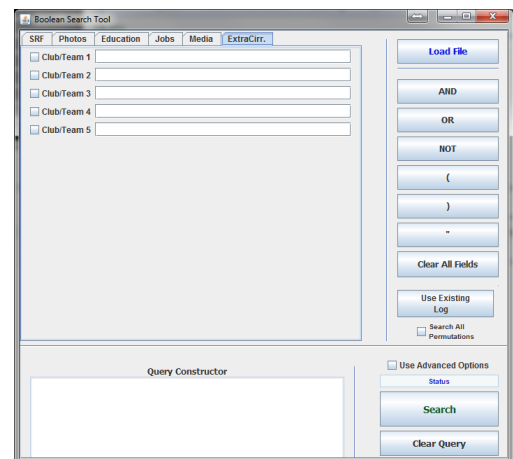 Boolean Search Tool
SRF Photos Education Jobs Media ExtraCirr.
Club/Team 1
Club/Team 2
Club/Team 3
Club/Team 4
Club/Team 5
Load File
AND
OR
NOT
(
)
"
Clear All Fields
Use Existing
Log
Search All
Permutations
Query Constructor
Use Advanced Options
Status
Search
Clear Query